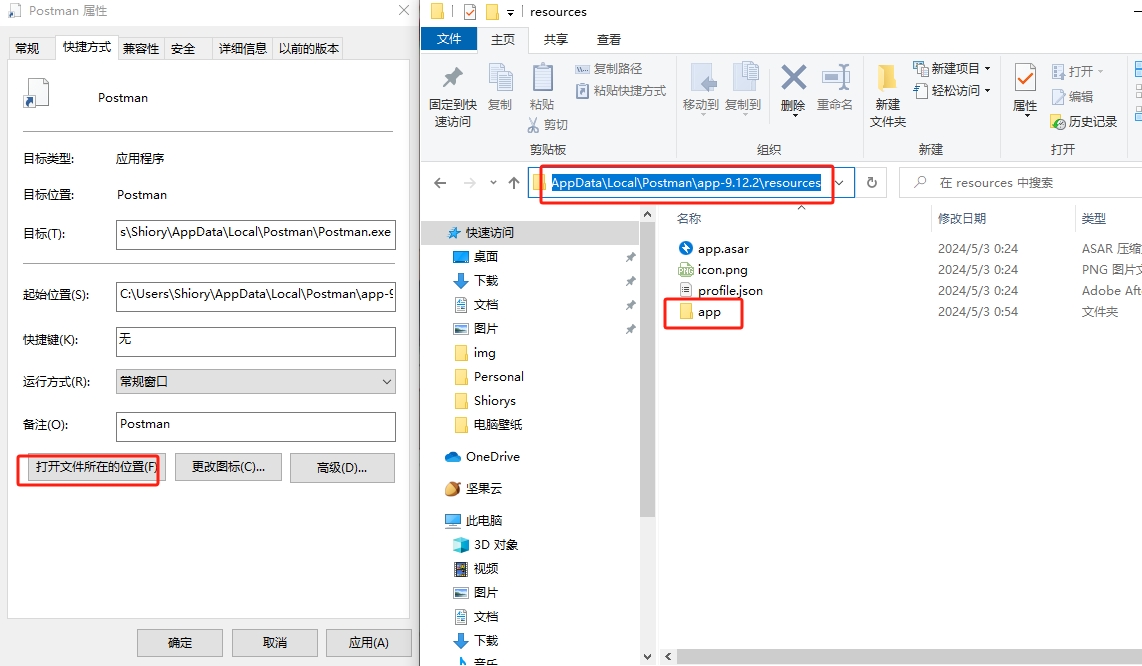 Postman 属性
常规
快捷方式
兼容性
安全
详细信息
以前的版本
Postman
目标类型:
应用程序
目标位置:
Postman
目标(T):
s\Shiory\AppData\Local\Postman\Postman.exe
起始位置(S):
C:\Users\Shiory\AppData\Local\Postman\app-9
快捷键(K):
无
运行方式(R):
常规窗口
备注(O):
Postman
打开文件所在的位置(F)
更改图标(C)...
高级(D)...
确定
取消
应用(A)
resources
文件
主页
共享
查看
固定到快
速访问
复制
粘贴
复制路径
粘贴快捷方式
剪切
剪贴板
移动到
复制到
删除
重命名
组织
新建
文件夹
新建项目
轻松访问
新建
属性
打开
编辑
历史记录
打开
AppData\Local\Postman\app-9.12.2\resources
在 resources 中搜索
快速访问
桌面
下载
文档
图片
img
Personal
Shiorys
电脑壁纸
OneDrive
坚果云
此电脑
3D 对象
视频
图片
文档
下载
音乐
名称
修改日期
类型
app.asar
2024/5/3 0:24
ASAR 压缩
icon.png
2024/5/3 0:24
PNG 图片文
profile.json
2024/5/3 0:24
Adobe Aft
app
2024/5/3 0:54
文件夹